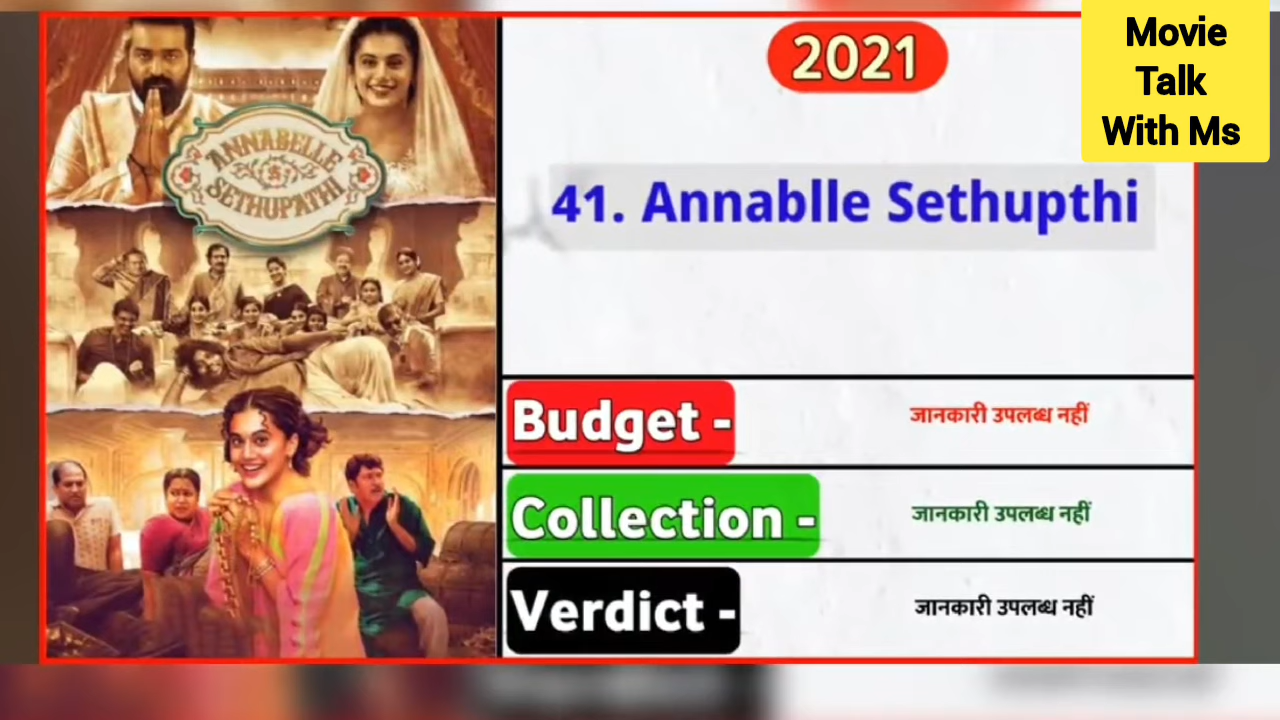 Movie
Talk
With Ms
2021
ANNABELLE
SETHUPATHI
41. Annablle Sethupthi
Budget -
जानकारी उपलब्ध नहीं
Collection -
जानकारी उपलब्ध नहीं
Verdict -
जानकारी उपलब्ध नहीं